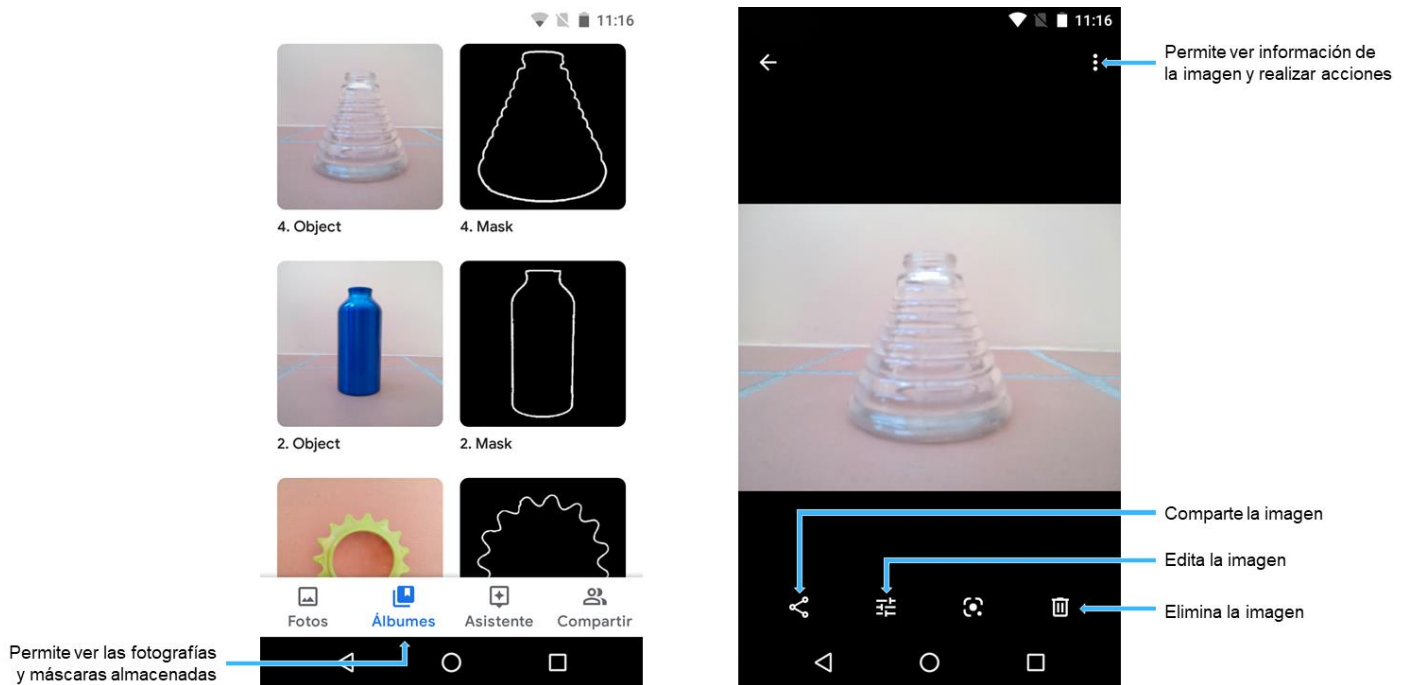 11:16
4. Object
4. Mask
2. Object
2. Mask
Fotos
Álbumes
Asistente
Compartir
Permite ver las fotografías
y máscaras almacenadas
11:16
Permite ver información de
la imagen y realizar acciones
Comparte la imagen
Edita la imagen
Elimina la imagen